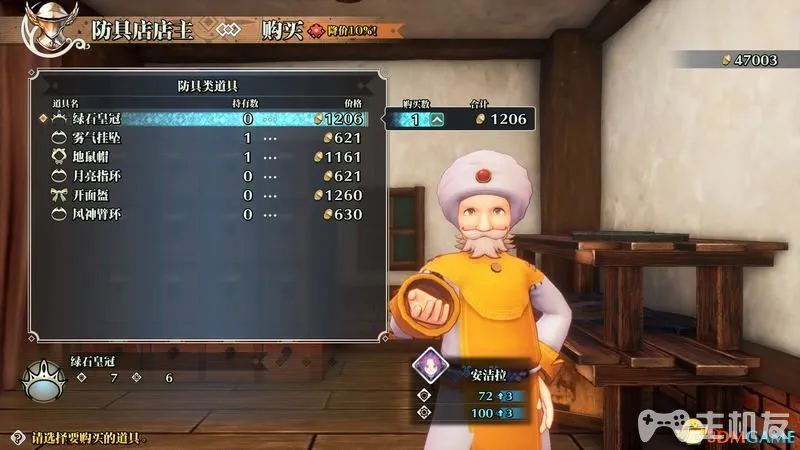 防具店店主 购买 降价10%!
47003
防具类道具
道具名 持有数 价格 购买数 合计
绿石皇冠 0 ... 1206 1 1206
雾气挂坠 1 ... 621
地鼠帽 1 ... 1161
月亮指环 0 ... 621
开面盔 0 ... 1260
风神臂环 0 ... 630
绿石皇冠
7 6
安洁拉
72 3
100 3
请选择要购买的道具。
主机友
3DMGAME